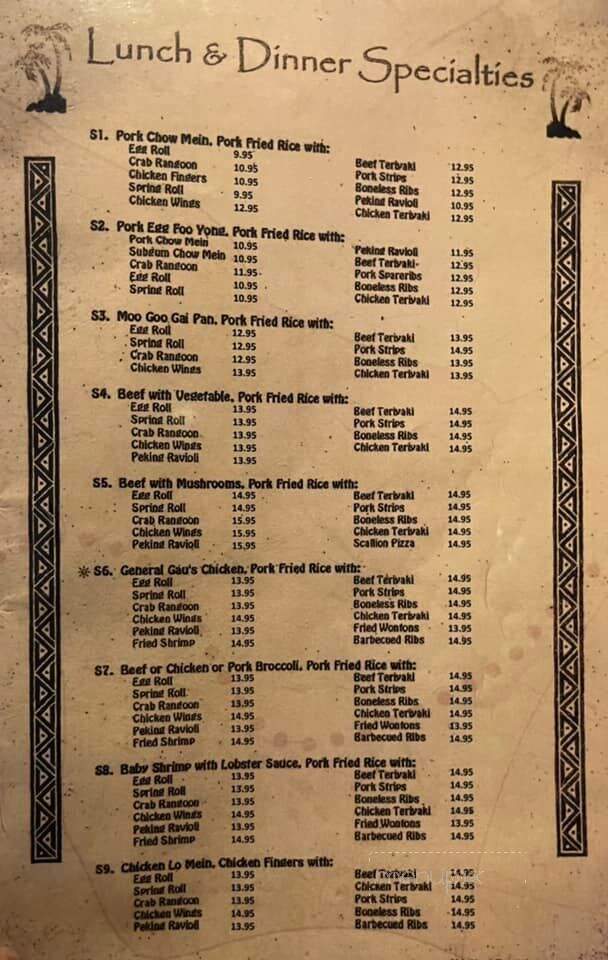 Lunch & Dinner Specialties
S1. Pork Chow Mein, Pork Fried Rice with:
Egg Roll 9.95
Crab Rangoon 10.95
Chicken Fingers 10.95
Spring Roll 9.95
Chicken Wings 12.95
Beef Teriyaki 12.95
Pork Strips 12.95
Boneless Ribs 12.95
Peking Ravioli 10.95
Chicken Teriyaki 12.95
S2. Pork Egg Foo Yong, Pork Fried Rice with:
Pork Chow Mein 10.95
Subgum Chow Mein 10.95
Crab Rangoon 11.95
Egg Roll 10.95
Spring Roll 10.95
Peking Ravioli 11.95
Beef Teriyaki 12.95
Pork Spareribs 12.95
Boneless Ribs 12.95
Chicken Teriyaki 12.95
S3. Moo Goo Gai Pan, Pork Fried Rice with:
Egg Roll 12.95
Spring Roll 12.95
Crab Rangoon 12.95
Chicken Wings 13.95
Beef Teriyaki 13.95
Pork Strips 14.95
Boneless Ribs 13.95
Chicken Teriyaki 13.95
S4. Beef with Vegetable, Pork Fried Rice with:
Egg Roll 13.95
Spring Roll 13.95
Crab Rangoon 13.95
Chicken Wings 13.95
Peking Ravioli 13.95
Beef Teriyaki 14.95
Pork Strips 14.95
Boneless Ribs 14.95
Chicken Teriyaki 14.95
S5. Beef with Mushrooms, Pork Fried Rice with:
Egg Roll 14.95
Spring Roll 14.95
Crab Rangoon 15.95
Chicken Wings 15.95
Peking Ravioli 15.95
Beef Teriyaki 14.95
Pork Strips 14.95
Boneless Ribs 14.95
Chicken Teriyaki 14.95
Scallion Pizza 14.95
S6. General Gau's Chicken, Pork Fried Rice with:
Egg Roll 13.95
Spring Roll 13.95
Crab Rangoon 13.95
Chicken Wings 14.95
Peking Ravioli 13.95
Fried Shrimp 14.95
Beef Teriyaki 14.95
Pork Strips 14.95
Boneless Ribs 14.95
Chicken Teriyaki 14.95
Fried Wontons 13.95
Barbecued Ribs 14.95
S7. Beef or Chicken or Pork Broccoli, Pork Fried Rice with:
Egg Roll 13.95
Spring Roll 13.95
Crab Rangoon 13.95
Chicken Wings 14.95
Peking Ravioli 13.95
Fried Shrimp 14.95
Beef Teriyaki 14.95
Pork Strips 14.95
Boneless Ribs 14.95
Chicken Teriyaki 14.95
Fried Wontons 13.95
Barbecued Ribs 14.95
S8. Baby Shrimp with Lobster Sauce, Pork Fried Rice with:
Egg Roll 13.95
Spring Roll 13.95
Crab Rangoon 13.95
Chicken Wings 14.95
Peking Ravioli 13.95
Fried Shrimp 14.95
Beef Teriyaki 14.95
Pork Strips 14.95
Boneless Ribs 14.95
Chicken Teriyaki 14.95
Fried Wontons 13.95
Barbecued Ribs 14.95
S9. Chicken Lo Mein, Chicken Fingers with:
Egg Roll 13.95
Spring Roll 13.95
Crab Rangoon 13.95
Chicken Wings 14.95
Peking Ravioli 13.95
Beef 14.95
Chicken Teriyaki 14.95
Pork Strips 14.95
Boneless Ribs 14.95
Barbecued Ribs 14.95